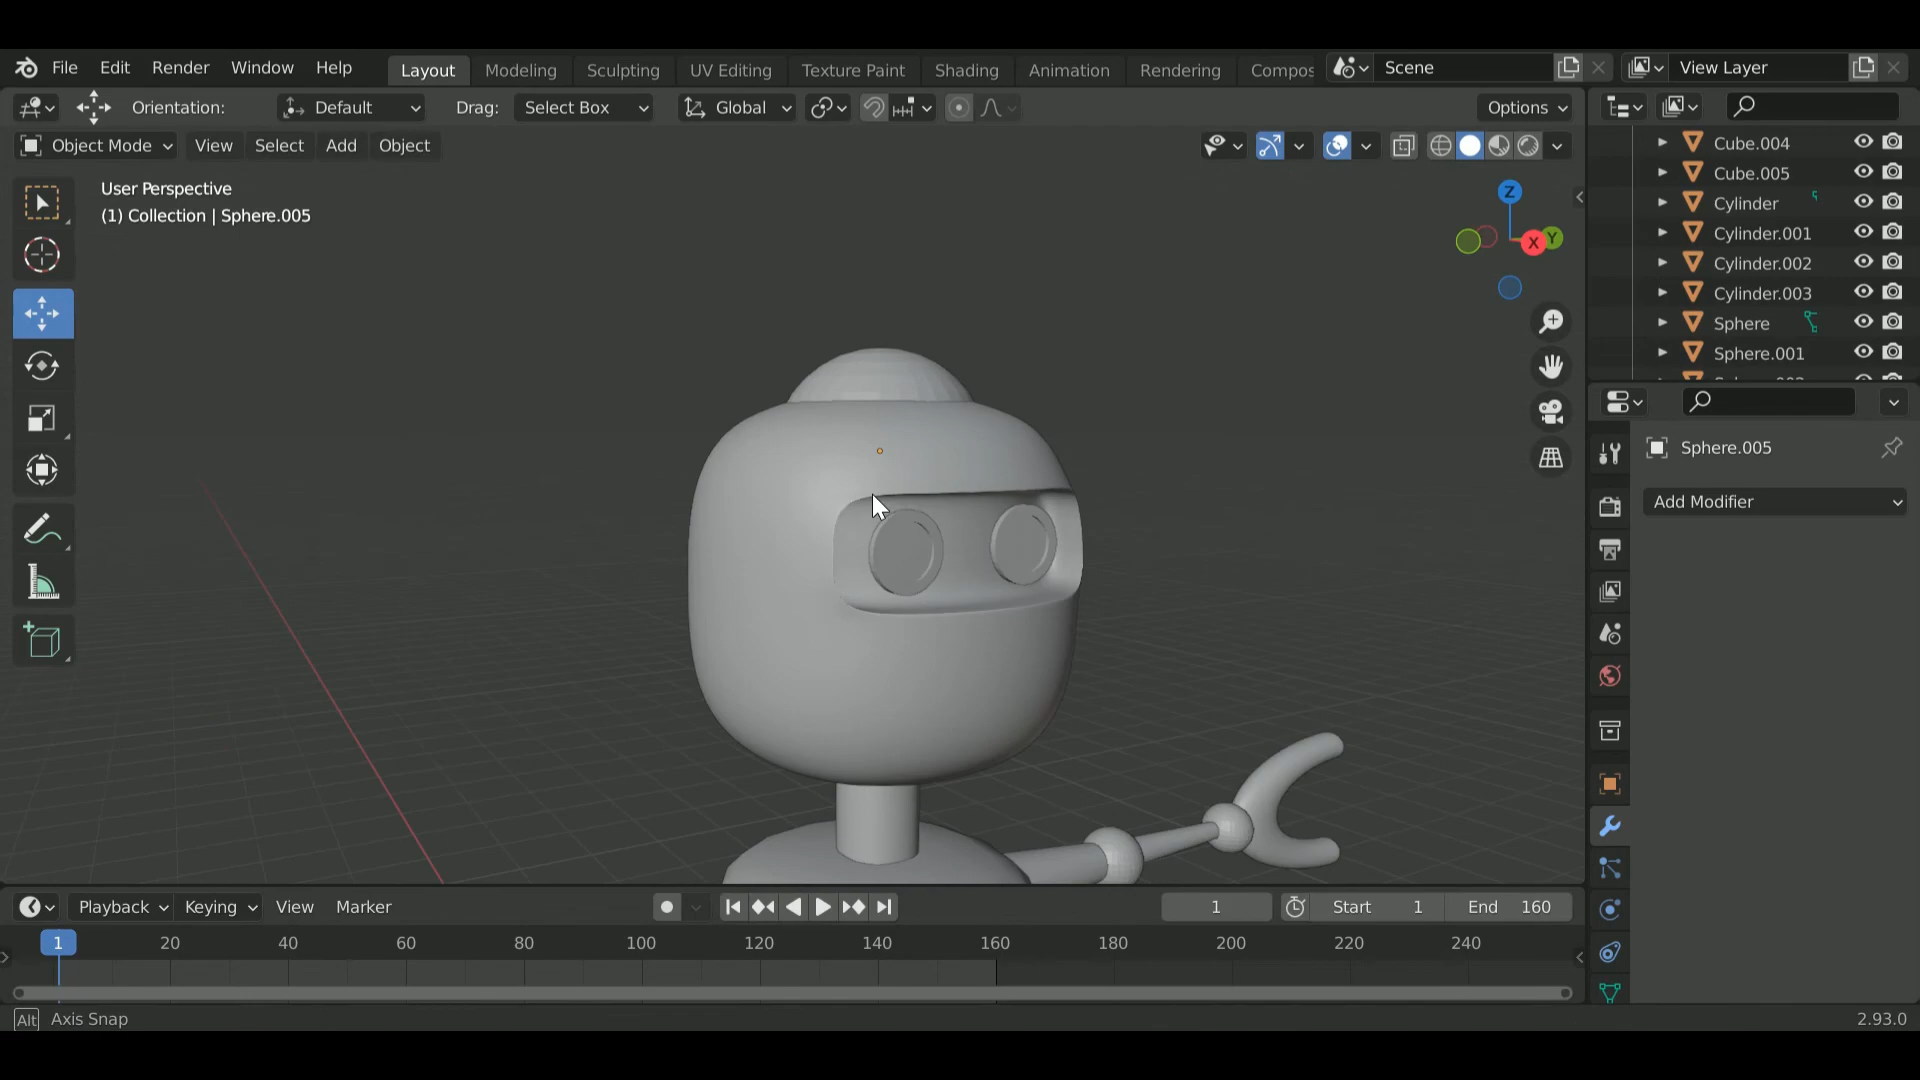 File Edit Render Window Help Layout Modeling Sculpting UV Editing Texture Paint Shading Animation Rendering Compos Scene View Layer
Orientation: Default Drag: Select Box Global Options
Object Mode View Select Add Object
User Perspective
(1) Collection | Sphere.005
Z
X
Y
Cube.004
Cube.005
Cylinder
Cylinder.001
Cylinder.002
Cylinder.003
Sphere
Sphere.001
Sphere.005
Add Modifier
Playback Keying View Marker 1 Start 1 End 160
1 20 40 60 80 100 120 140 160 180 200 220 240
Alt Axis Snap 2.93.0